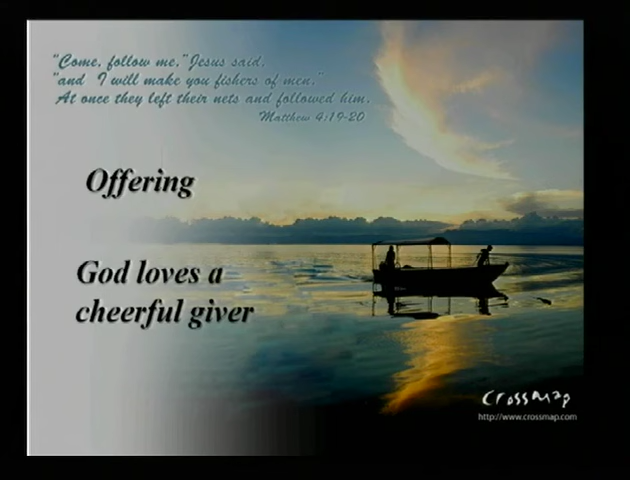 "Come, follow me," Jesus said,
"and I will make you fishers of men."
At once they left their nets and followed him.
Matthew 4:19-20
Offering
God loves a
cheerful giver
crossmap
http://www.crossmap.com